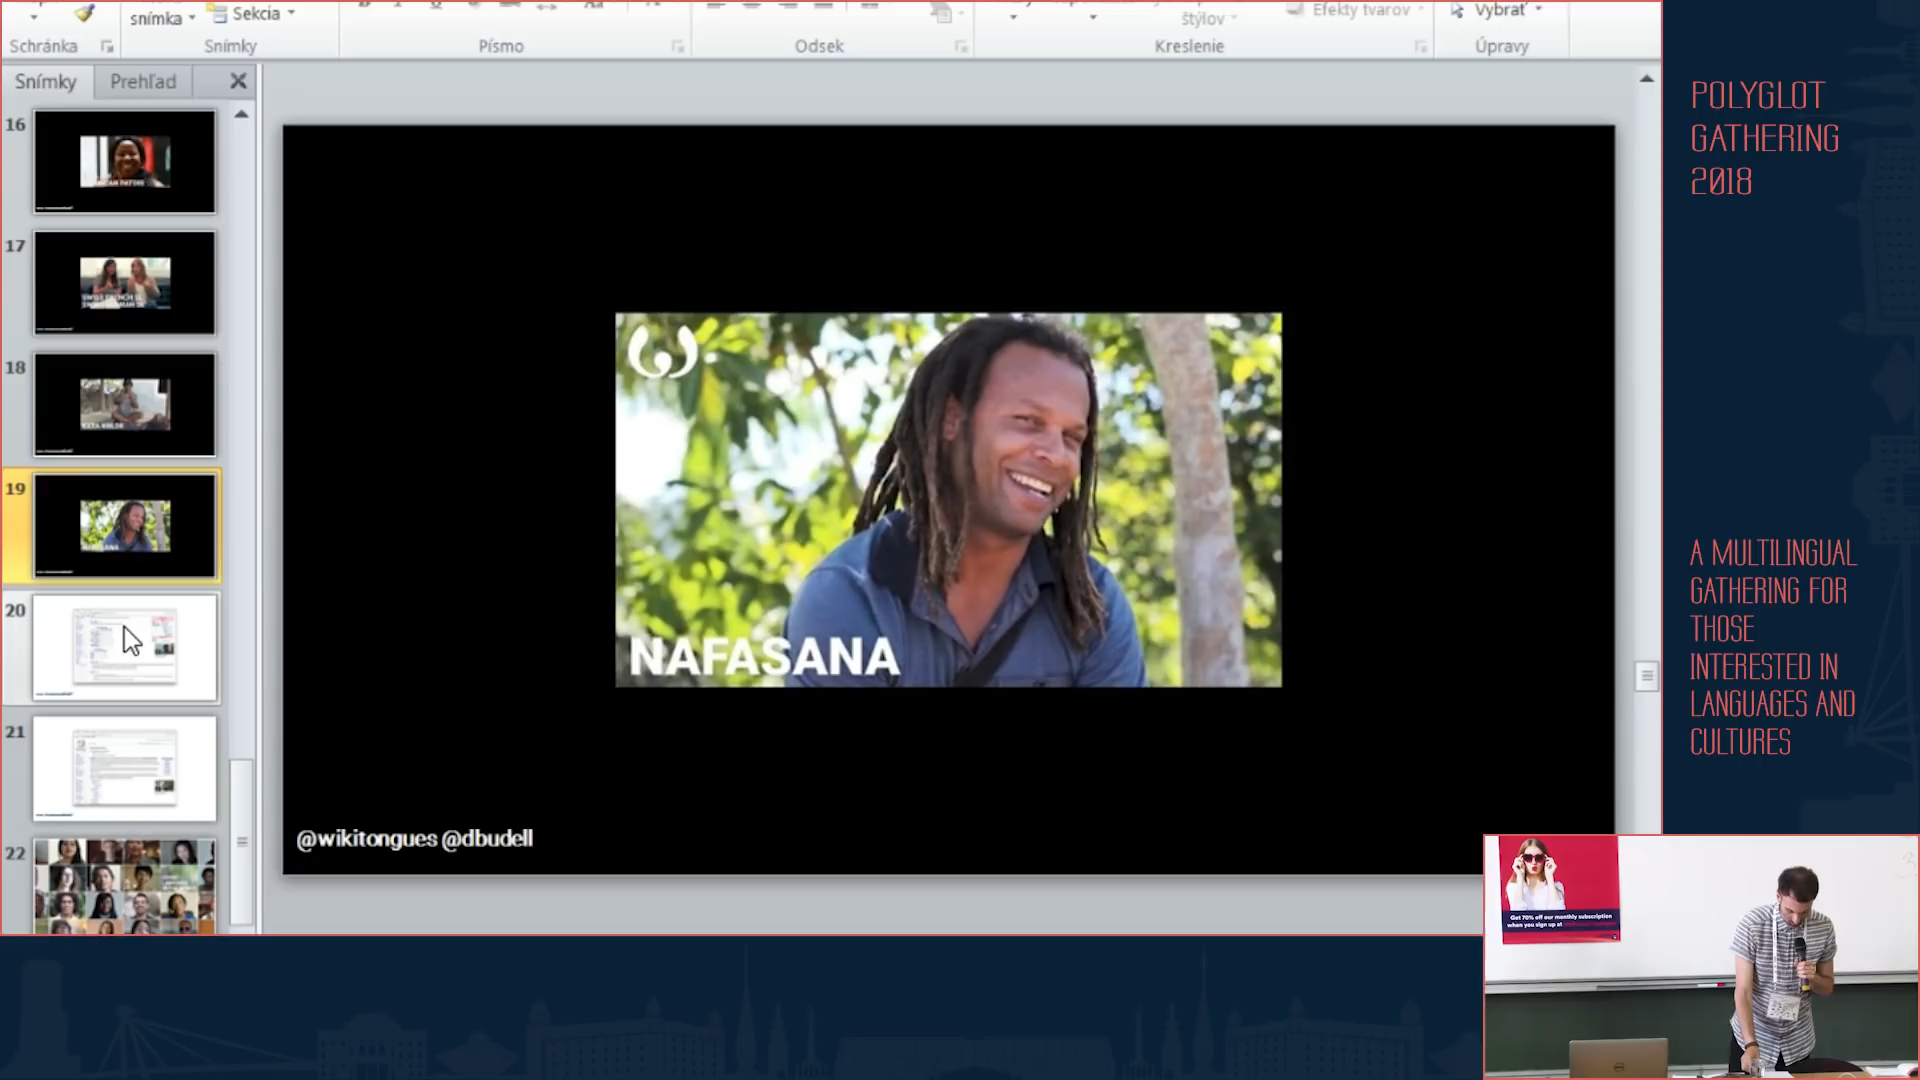 snímka
Sekcia
štýlov
Efekty tvarov
Vybrať
Schránka
Snímky
Písmo
Odsek
Kreslenie
Úpravy
Snímky
Prehľad
16
17
18
19
20
21
22
NAFASANA
@wikitongues @dbudell
POLYGLOT
GATHERING
2018
A MULTILINGUAL
GATHERING FOR
THOSE
INTERESTED IN
LANGUAGES AND
CULTURES
Get 70% off our monthly subscription
when you sign up at